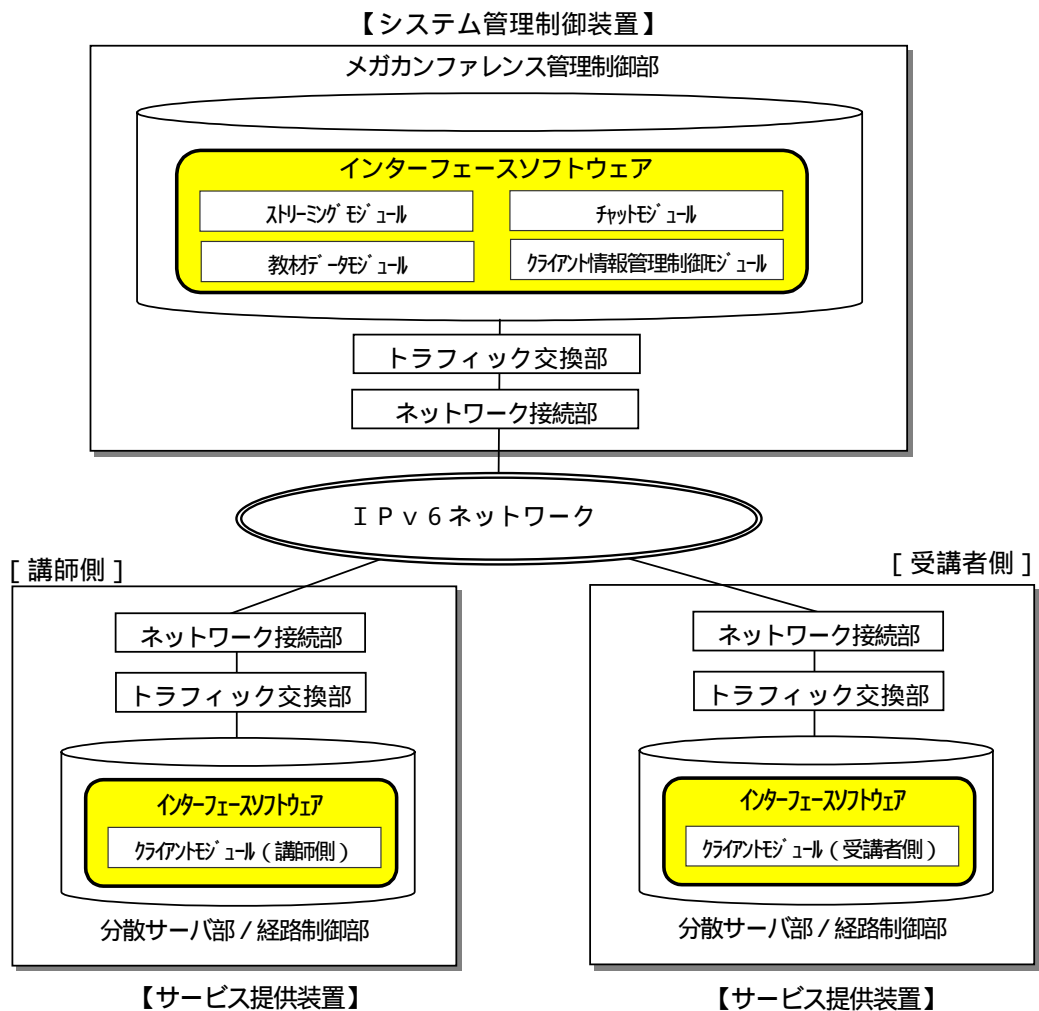 【システム管理制御装置】
メガカンファレンス管理制御部
インターフェースソフトウェア
ｽﾄﾘｰﾐﾝｸﾞﾓｼﾞｭｰﾙ
ﾁｬｯﾄﾓｼﾞｭｰﾙ
教材ﾃﾞｰﾀﾓｼﾞｭｰﾙ
ｸﾗｲｱﾝﾄ情報管理制御ﾓｼﾞｭｰﾙ
トラフィック交換部
ネットワーク接続部
ＩＰｖ６ネットワーク
[ 講師側 ]
[ 受講者側 ]
ネットワーク接続部
ネットワーク接続部
トラフィック交換部
トラフィック交換部
ｲﾝﾀｰﾌｪｰｽｿﾌﾄｳｪｱ
ｲﾝﾀｰﾌｪｰｽｿﾌﾄｳｪｱ
ｸﾗｲｱﾝﾄﾓｼﾞｭｰﾙ ( 講師側 )
ｸﾗｲｱﾝﾄﾓｼﾞｭｰﾙ ( 受講者側 )
分散サーバ部 / 経路制御部
分散サーバ部 / 経路制御部
【サービス提供装置】
【サービス提供装置】